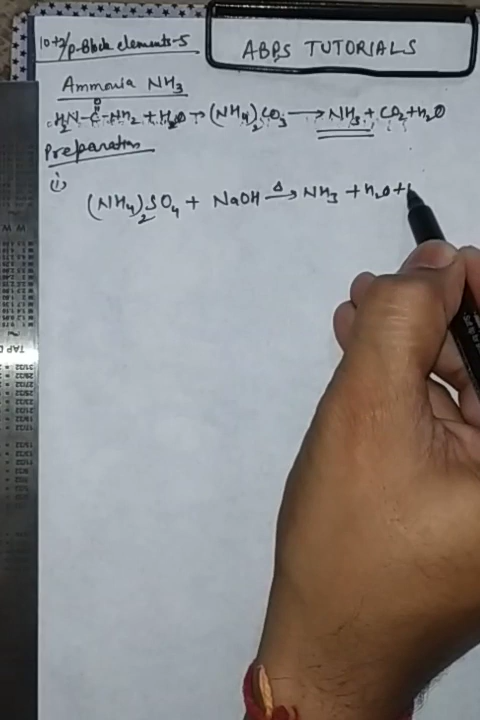 10+2/p-Block elements-5
ABPS TUTORIALS
Ammonia NH3
O
H2N-C-NH2 + H2O → (NH4)2CO3 → NH3 + CO2 + H2O
Preparation
(i)
(NH4)2SO4 + NaOH Δ→ NH3 + H2O +